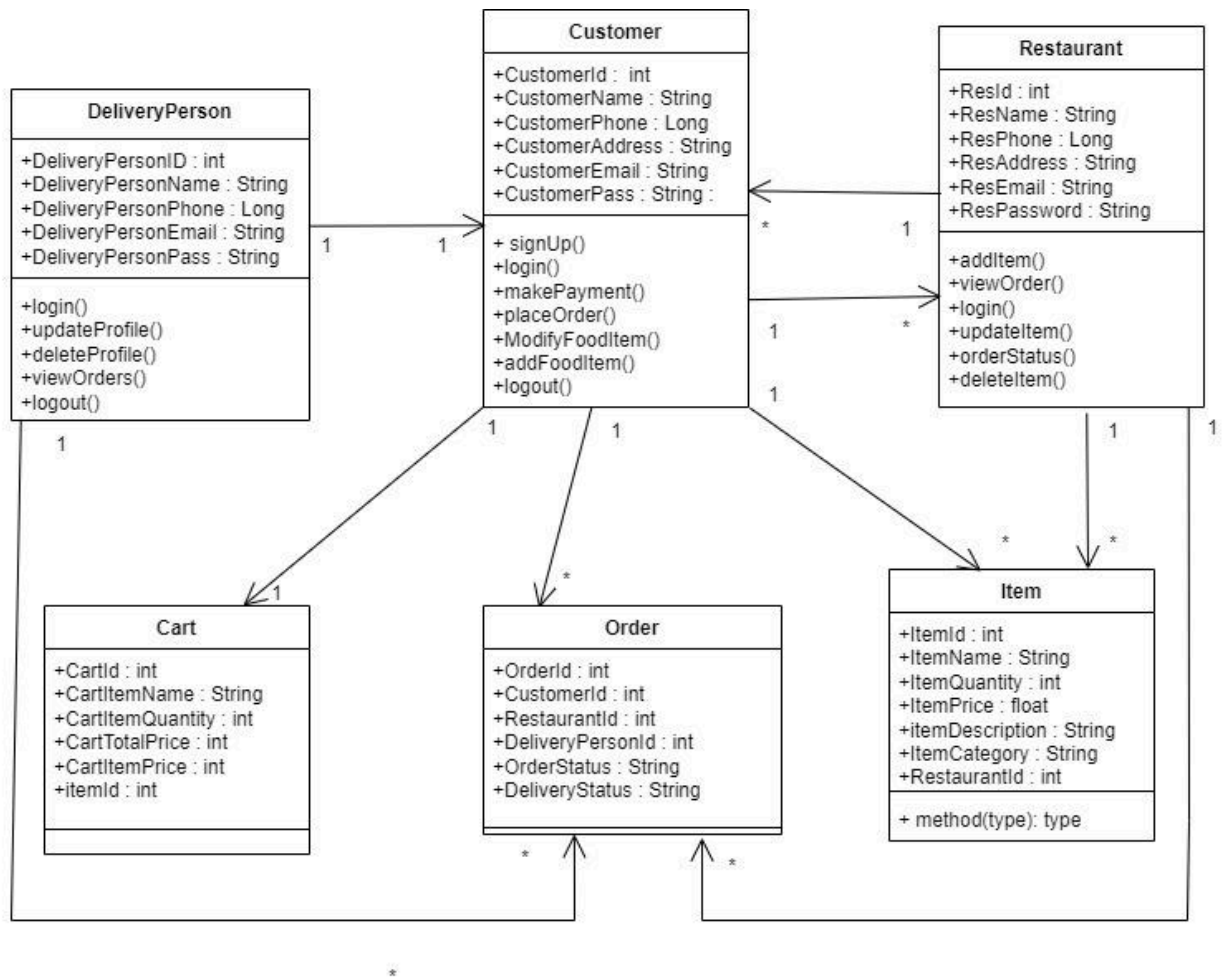 DeliveryPerson
+DeliveryPersonID : int
+DeliveryPersonName : String
+DeliveryPersonPhone : Long
+DeliveryPersonEmail : String
+DeliveryPersonPass : String
+login()
+updateProfile()
+deleteProfile()
+viewOrders()
+logout()
Customer
+CustomerId : int
+CustomerName : String
+CustomerPhone : Long
+CustomerAddress : String
+CustomerEmail : String
+CustomerPass : String :
+ signUp()
+login()
+makePayment()
+placeOrder()
+ModifyFoodItem()
+addFoodItem()
+logout()
Restaurant
+ResId : int
+ResName : String
+ResPhone : Long
+ResAddress : String
+ResEmail : String
+ResPassword : String
+addItem()
+viewOrder()
+login()
+updateItem()
+orderStatus()
+deleteItem()
1
1
*
1
1
*
1
1
1
1
1
1
1
*
*
*
Cart
+CartId : int
+CartItemName : String
+CartItemQuantity : int
+CartTotalPrice : int
+CartItemPrice : int
+itemId : int
Order
+OrderId : int
+CustomerId : int
+RestaurantId : int
+DeliveryPersonId : int
+OrderStatus : String
+DeliveryStatus : String
Item
+ItemId : int
+ItemName : String
+ItemQuantity : int
+ItemPrice : float
+itemDescription : String
+ItemCategory : String
+RestaurantId : int
+ method(type): type
*
*
*